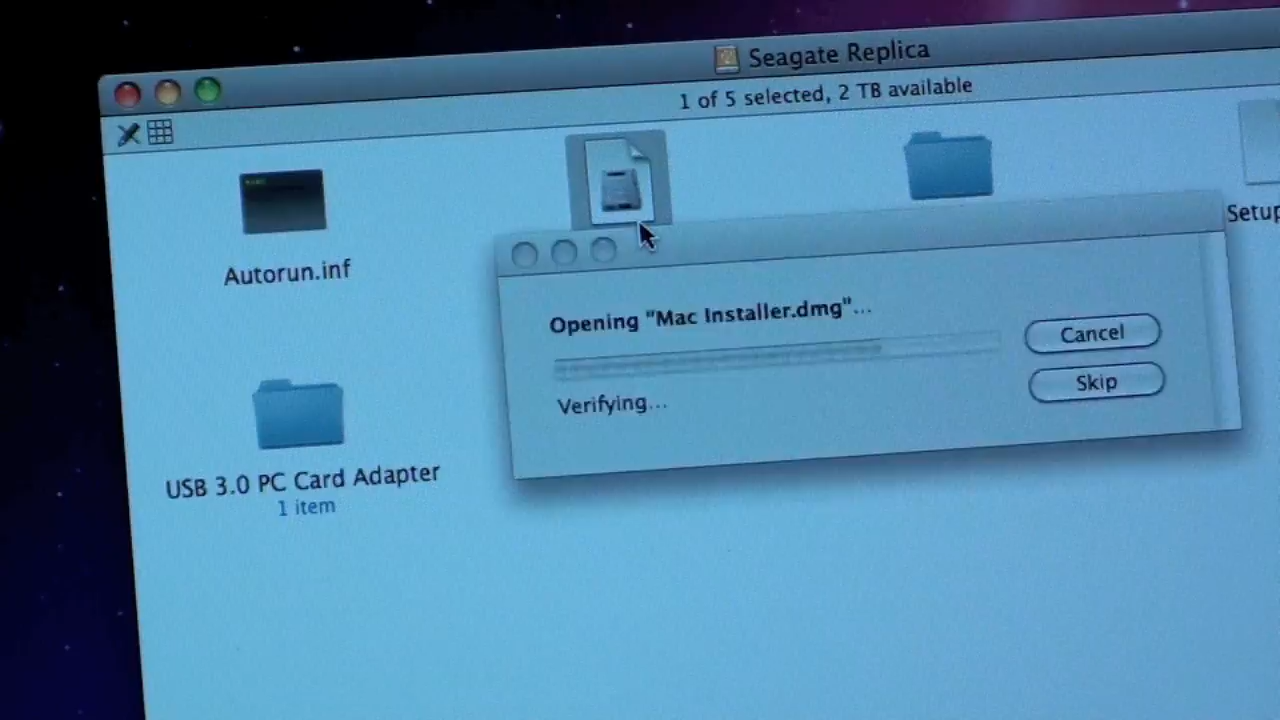 Seagate Replica
1 of 5 selected, 2 TB available
Autorun.inf
Opening "Mac Installer.dmg"...
Cancel
Skip
Verifying...
USB 3.0 PC Card Adapter
1 item